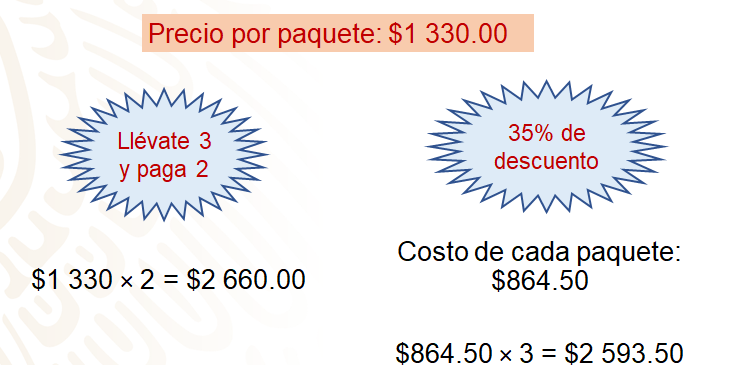 Precio por paquete: $1 330.00
Llévate 3
y paga 2
$1 330 × 2 = $2 660.00
35% de
descuento
Costo de cada paquete:
$864.50
$864.50 × 3 = $2 593.50